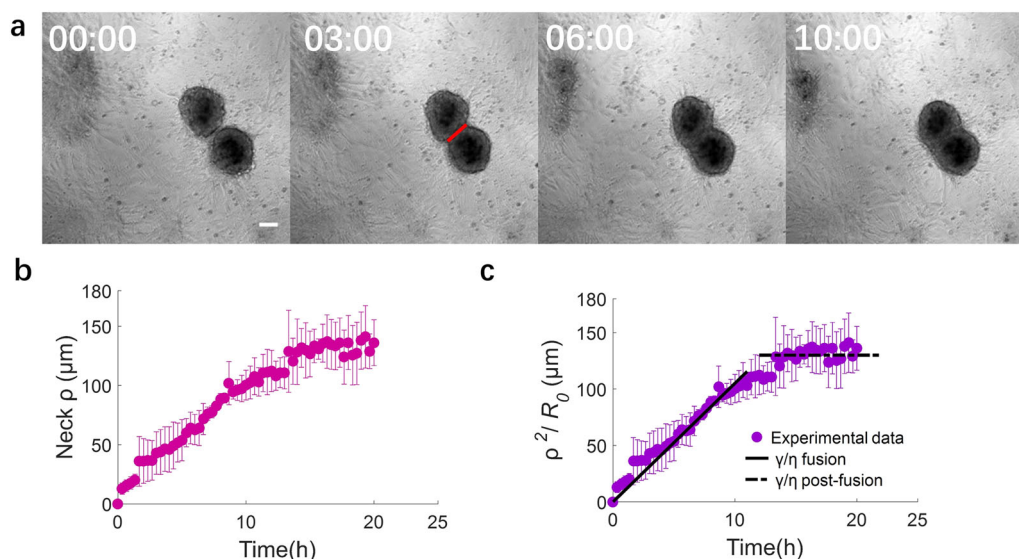 a
00:00
03:00
06:00
10:00
b
180
150
100
50
0
Neck ρ (μm)
0
10
20
25
Time(h)
c
180
150
100
50
0
ρ²/ R₀ (μm)
Experimental data
γ/η fusion
γ/η post-fusion
0
10
20
25
Time(h)